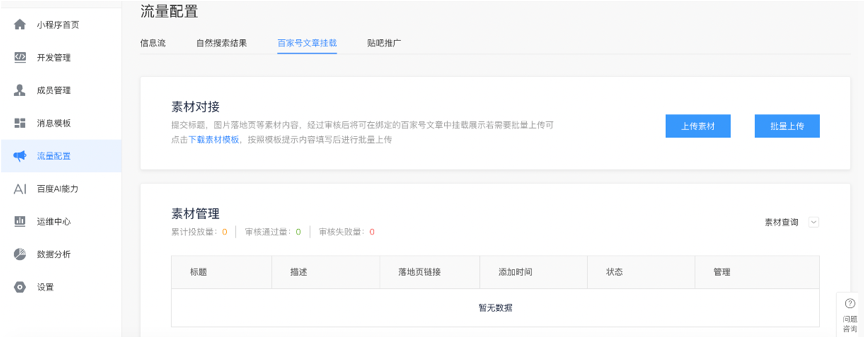 流量配置
小程序首页
开发管理
成员管理
消息模板
流量配置
百度AI能力
运维中心
数据分析
设置
信息流 自然搜索结果 百家号文章挂载 贴吧推广
素材对接
提交标题、图片落地页等素材内容，经过审核后将可在绑定的百家号文章中挂载展示若需要批量上传可
点击下载素材模板，按照模板提示内容填写后进行批量上传
上传素材 批量上传
素材管理
累计投放量：0 审核通过量：0 审核失败量：0
素材查询
标题 描述 落地页链接 添加时间 状态 管理
暂无数据
问题
咨询